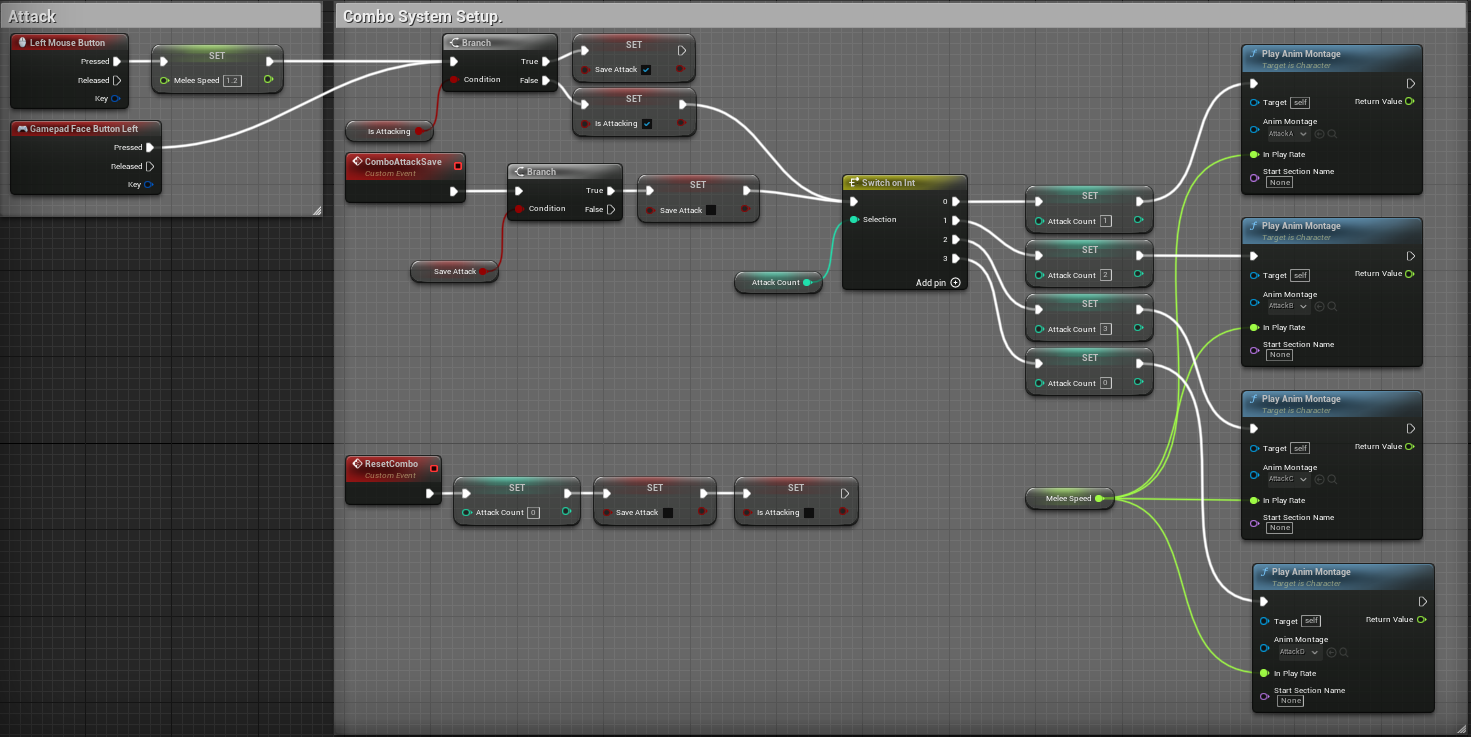 Attack
Left Mouse Button
Pressed
Released
Key
SET
Melee Speed 1.2
Gamepad Face Button Left
Pressed
Released
Key
Combo System Setup.
Branch
True
Condition
False
Is Attacking
SET
Save Attack
SET
Is Attacking
ComboAttackSave
Custom Event
Branch
True
Condition
False
Save Attack
SET
Save Attack
Switch on Int
0
Selection
1
2
3
Add pin
Attack Count
SET
Attack Count 1
SET
Attack Count 2
SET
Attack Count 3
SET
Attack Count 0
Play Anim Montage
Target is Character
Target self
Return Value
Anim Montage
AttackA
In Play Rate
Start Section Name
None
Play Anim Montage
Target is Character
Target self
Return Value
Anim Montage
AttackB
In Play Rate
Start Section Name
None
Play Anim Montage
Target is Character
Target self
Return Value
Anim Montage
AttackC
In Play Rate
Start Section Name
None
Play Anim Montage
Target is Character
Target self
Return Value
Anim Montage
AttackD
In Play Rate
Start Section Name
None
Melee Speed
ResetCombo
Custom Event
SET
Attack Count 0
SET
Save Attack
SET
Is Attacking